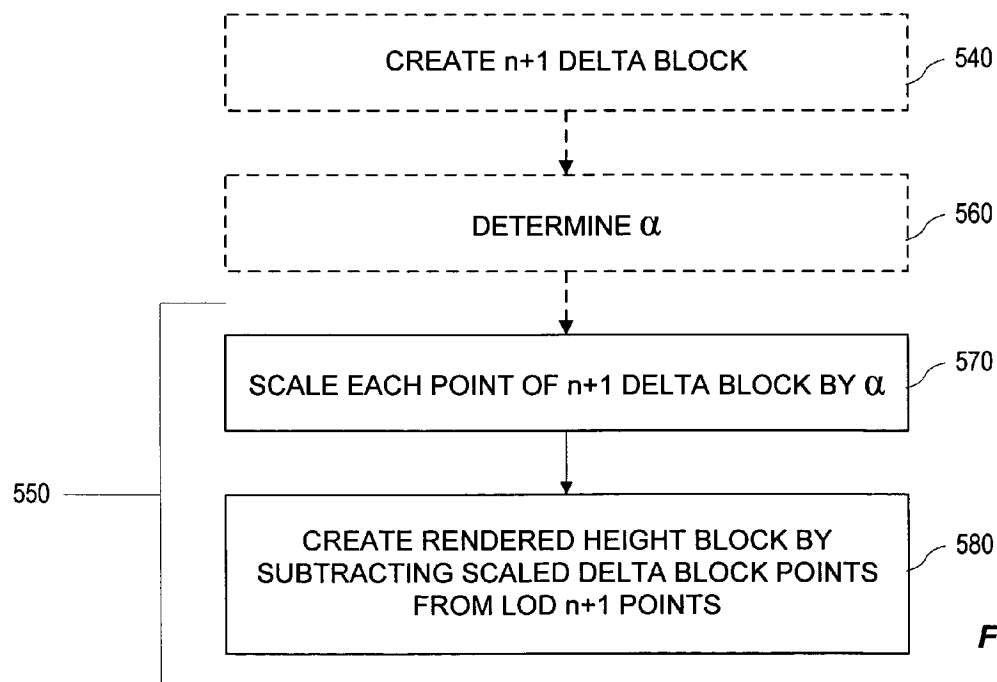 CREATE n+1 DELTA BLOCK
540
DETERMINE α
560
SCALE EACH POINT OF n+1 DELTA BLOCK BY α
570
550
CREATE RENDERED HEIGHT BLOCK BY
SUBTRACTING SCALED DELTA BLOCK POINTS
FROM LOD n+1 POINTS
580
F